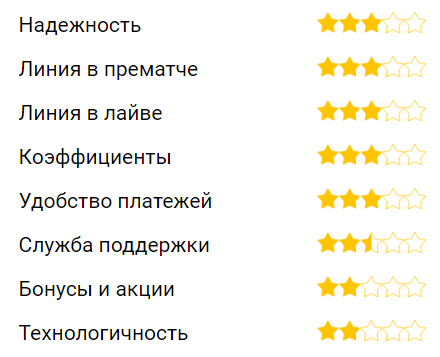 Надежность
Линия в прематче
Линия в лайве
Коэффициенты
Удобство платежей
Служба поддержки
Бонусы и акции
Технологичность